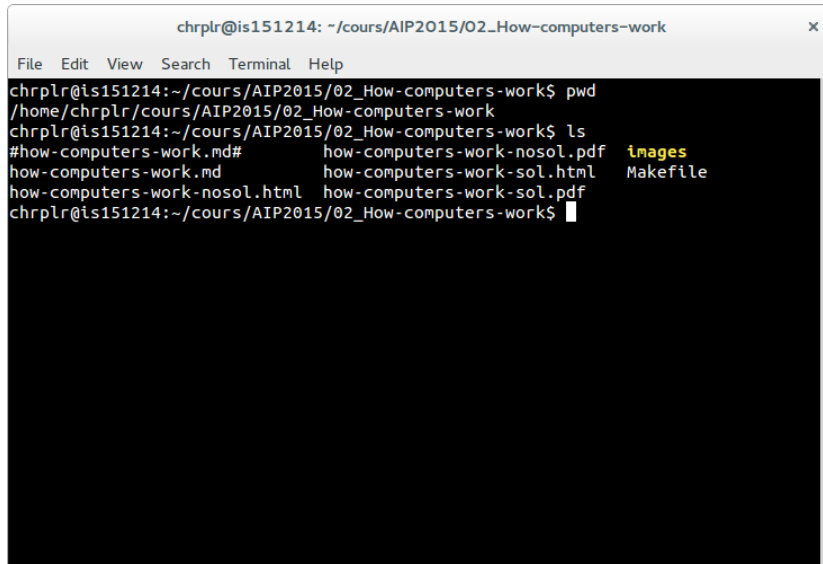 chrplr@is151214: ~/cours/AIP2015/02_How-computers-work ×
File Edit View Search Terminal Help
chrplr@is151214:~/cours/AIP2015/02_How-computers-work$ pwd
/home/chrplr/cours/AIP2015/02_How-computers-work
chrplr@is151214:~/cours/AIP2015/02_How-computers-work$ ls
#how-computers-work.md# how-computers-work-nosol.pdf images
how-computers-work.md how-computers-work-sol.html Makefile
how-computers-work-nosol.html how-computers-work-sol.pdf
chrplr@is151214:~/cours/AIP2015/02_How-computers-work$